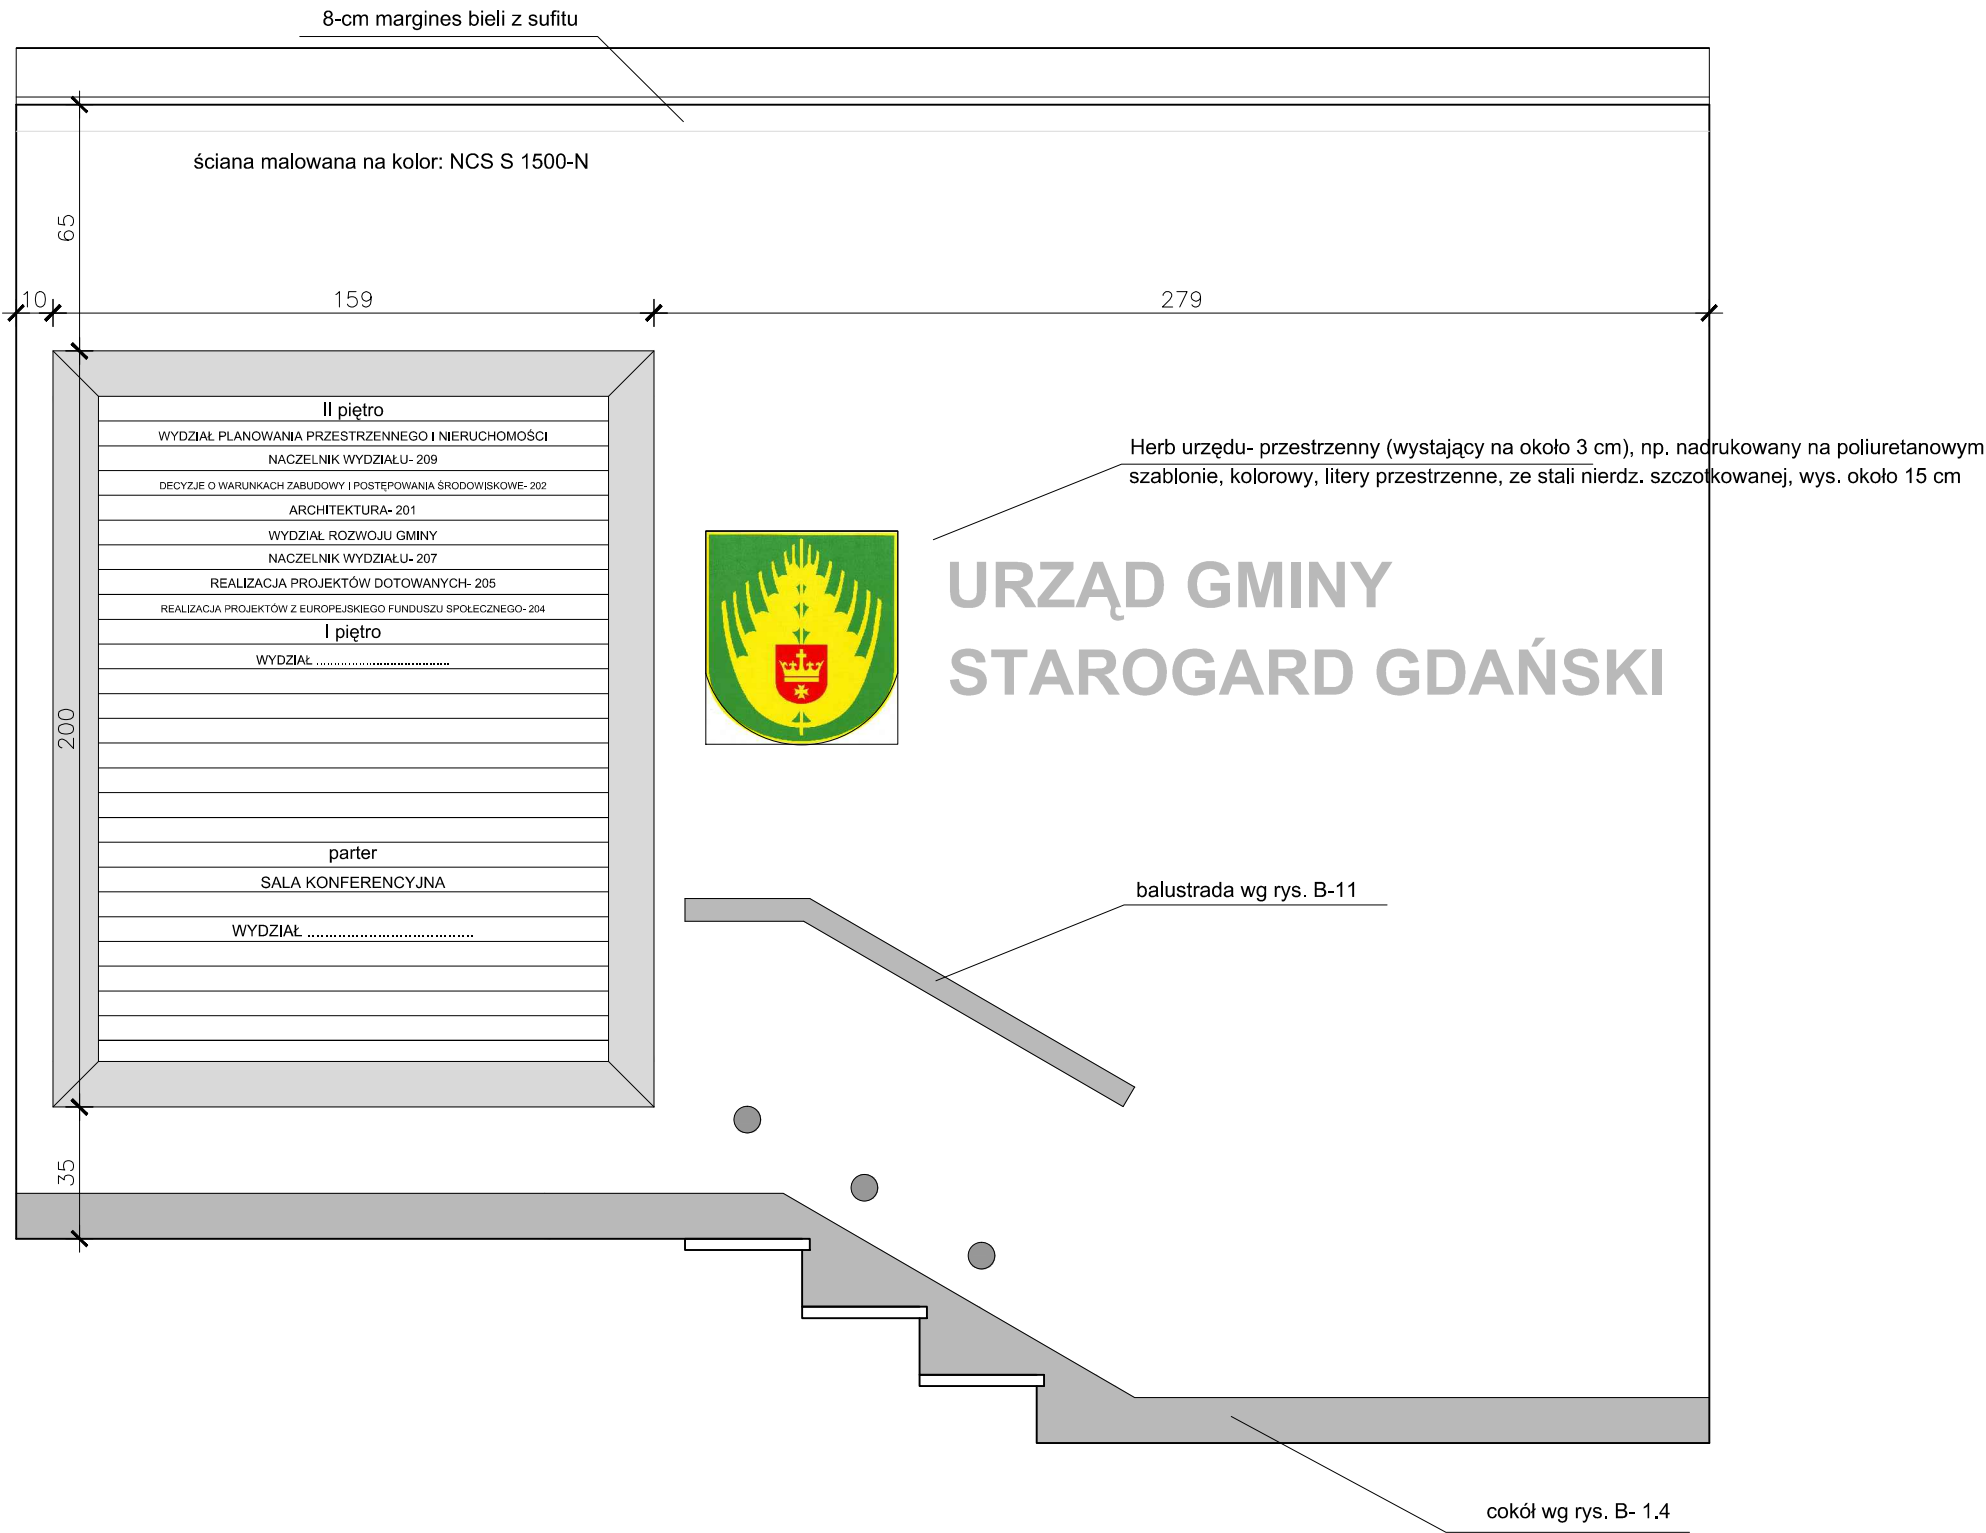 8-cm margines bieli z sufitu
ściana malowana na kolor: NCS S 1500-N
65
10
159
279
II piętro
WYDZIAŁ PLANOWANIA PRZESTRZENNEGO I NIERUCHOMOŚCI
NACZELNIK WYDZIAŁU- 209
DECYZJE O WARUNKACH ZABUDOWY I POSTĘPOWANIA ŚRODOWISKOWE- 202
ARCHITEKTURA- 201
WYDZIAŁ ROZWOJU GMINY
NACZELNIK WYDZIAŁU- 207
REALIZACJA PROJEKTÓW DOTOWANYCH- 205
REALIZACJA PROJEKTÓW Z EUROPEJSKIEGO FUNDUSZU SPOŁECZNEGO- 204
I piętro
WYDZIAŁ ........................................
200
parter
SALA KONFERENCYJNA
WYDZIAŁ ........................................
35
Herb urzędu- przestrzenny (wystający na około 3 cm), np. nadrukowany na poliuretanowym
szablonie, kolorowy, litery przestrzenne, ze stali nierdz. szczotkowanej, wys. około 15 cm
URZĄD GMINY
STAROGARD GDAŃSKI
balustrada wg rys. B-11
cokół wg rys. B- 1.4